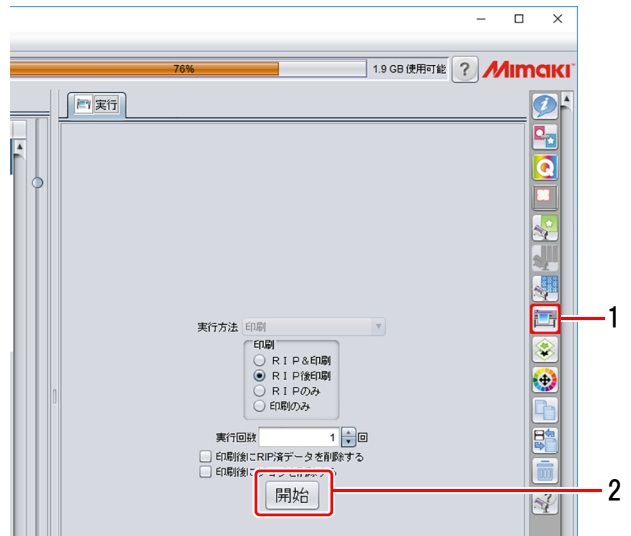 76%
1.9 GB 使用可能
?
Mimaki
実行
1
実行方法 印刷
印刷
ＲＩＰ&印刷
ＲＩＰ後印刷
ＲＩＰのみ
印刷のみ
実行回数 1 回
印刷後にRIP済データを削除する
印刷後に
開始
2